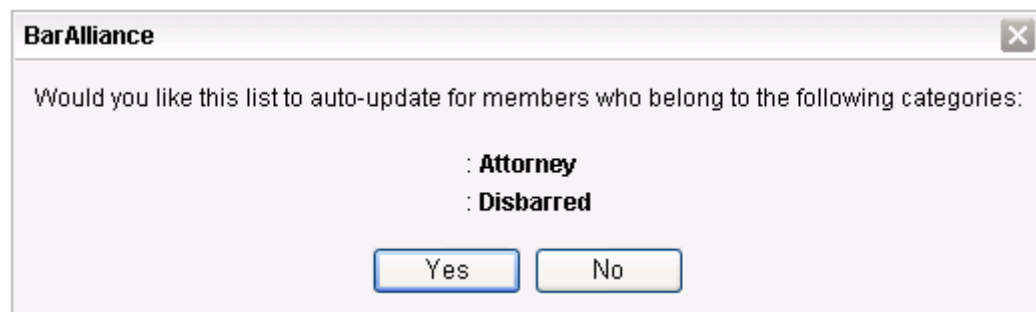 BarAlliance
Would you like this list to auto-update for members who belong to the following categories:
: Attorney
: Disbarred
Yes No